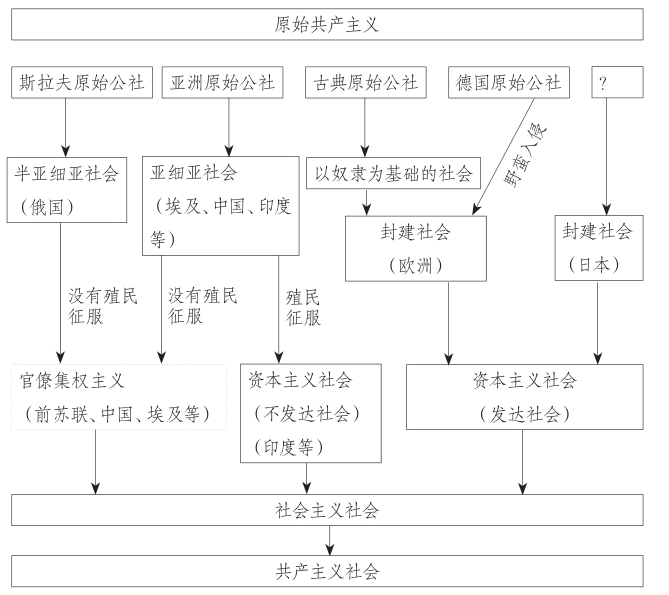 原始共产主义
斯拉夫原始公社
亚洲原始公社
古典原始公社
德国原始公社
?
半亚细亚社会
(俄国)
亚细亚社会
(埃及、中国、印度
等)
以奴隶为基础的社会
野蛮入侵
封建社会
(欧洲)
封建社会
(日本)
没有殖民
征服
没有殖民
征服
殖民
征服
官僚集权主义
(前苏联、中国、埃及等)
资本主义社会
(不发达社会)
(印度等)
资本主义社会
(发达社会)
社会主义社会
共产主义社会